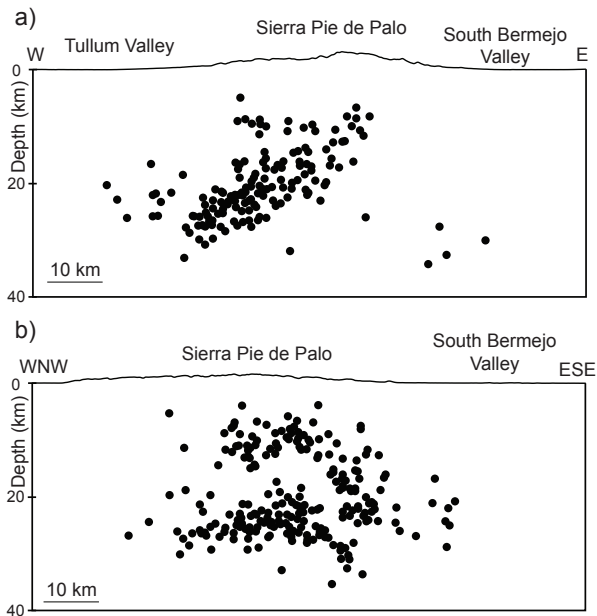 a)
Sierra Pie de Palo
Tullum Valley
South Bermejo
Valley
W
E
0
Depth (km)
20
40
10 km
b)
South Bermejo
Valley
Sierra Pie de Palo
WNW
ESE
0
Depth (km)
20
40
10 km